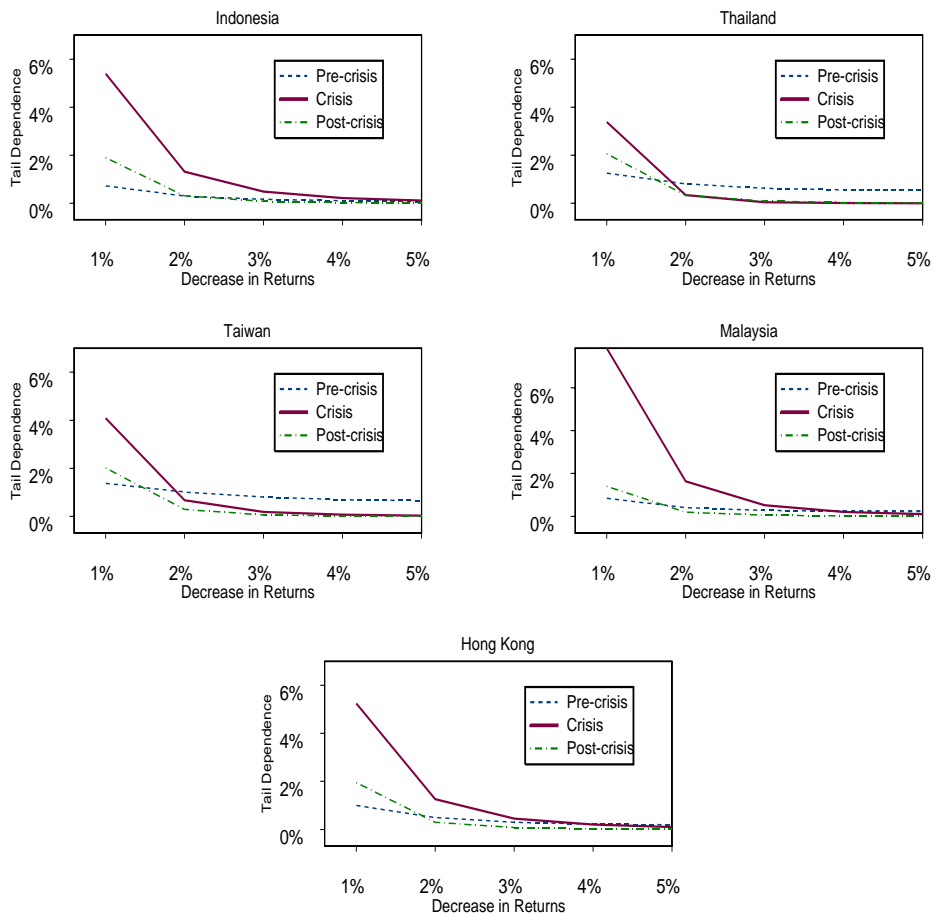 Indonesia
Tail Dependence
6%
4%
2%
0%
Pre-crisis
Crisis
Post-crisis
1% 2% 3% 4% 5%
Decrease in Returns
Thailand
Tail Dependence
6%
4%
2%
0%
Pre-crisis
Crisis
Post-crisis
1% 2% 3% 4% 5%
Decrease in Returns
Taiwan
Tail Dependence
6%
4%
2%
0%
Pre-crisis
Crisis
Post-crisis
1% 2% 3% 4% 5%
Decrease in Returns
Malaysia
Tail Dependence
6%
4%
2%
0%
Pre-crisis
Crisis
Post-crisis
1% 2% 3% 4% 5%
Decrease in Returns
Hong Kong
Tail Dependence
6%
4%
2%
0%
Pre-crisis
Crisis
Post-crisis
1% 2% 3% 4% 5%
Decrease in Returns